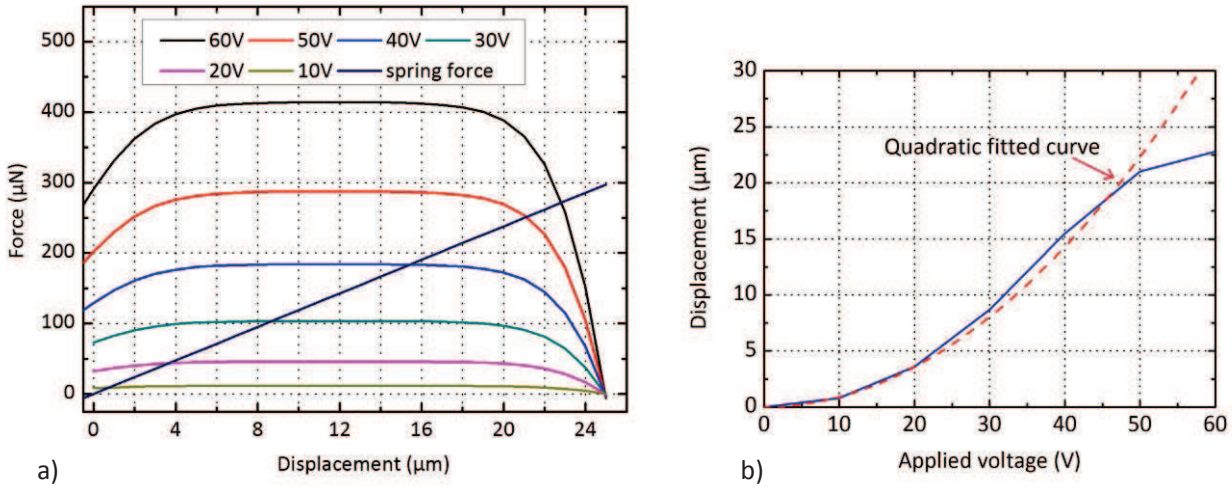 60V 50V 40V 30V
20V 10V spring force
500
400
300
200
100
0
Force (µN)
0 4 8 12 16 20 24
Displacement (µm)
a)
30
25
20
15
10
5
0
Displacement (µm)
Quadratic fitted curve
0 10 20 30 40 50 60
Applied voltage (V)
b)